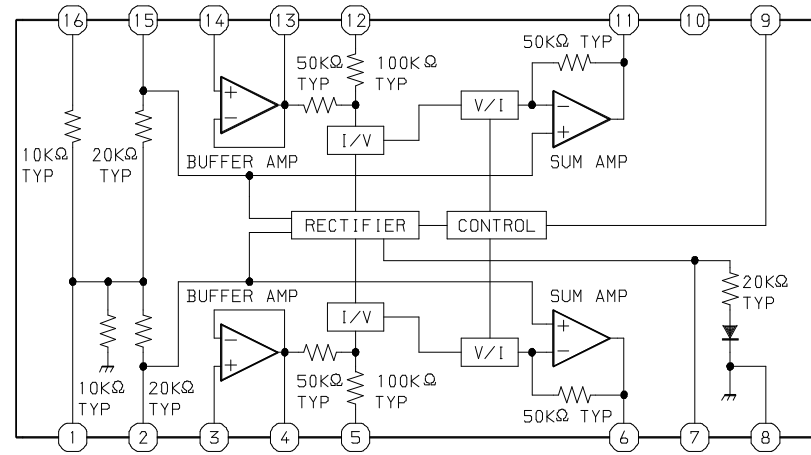 16 15 14 13 12 11 10 9
50KΩ TYP
50KΩ 100KΩ
TYP TYP
+
−
V/I
−
+
I/V
10KΩ 20KΩ
TYP TYP
BUFFER AMP
SUM AMP
RECTIFIER CONTROL
BUFFER AMP
SUM AMP
20KΩ
TYP
I/V
+
−
−
+
V/I
10KΩ 20KΩ
TYP TYP
50KΩ 100KΩ
TYP TYP
50KΩ TYP
1 2 3 4 5 6 7 8